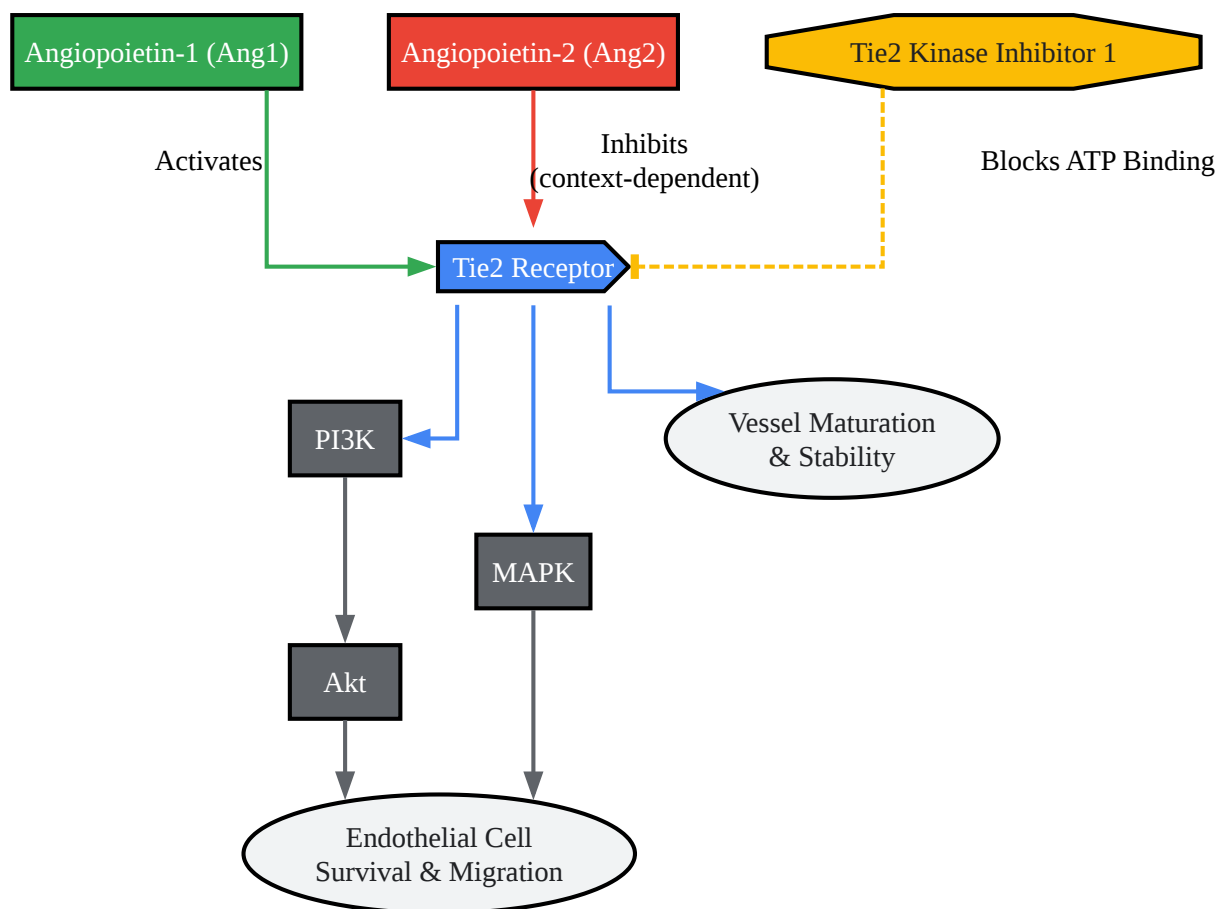 Angiopoietin-1 (Ang1)
Angiopoietin-2 (Ang2)
Tie2 Kinase Inhibitor 1
Activates
Inhibits
(context-dependent)
Blocks ATP Binding
Tie2 Receptor
PI3K
Vessel Maturation
& Stability
MAPK
Akt
Endothelial Cell
Survival & Migration